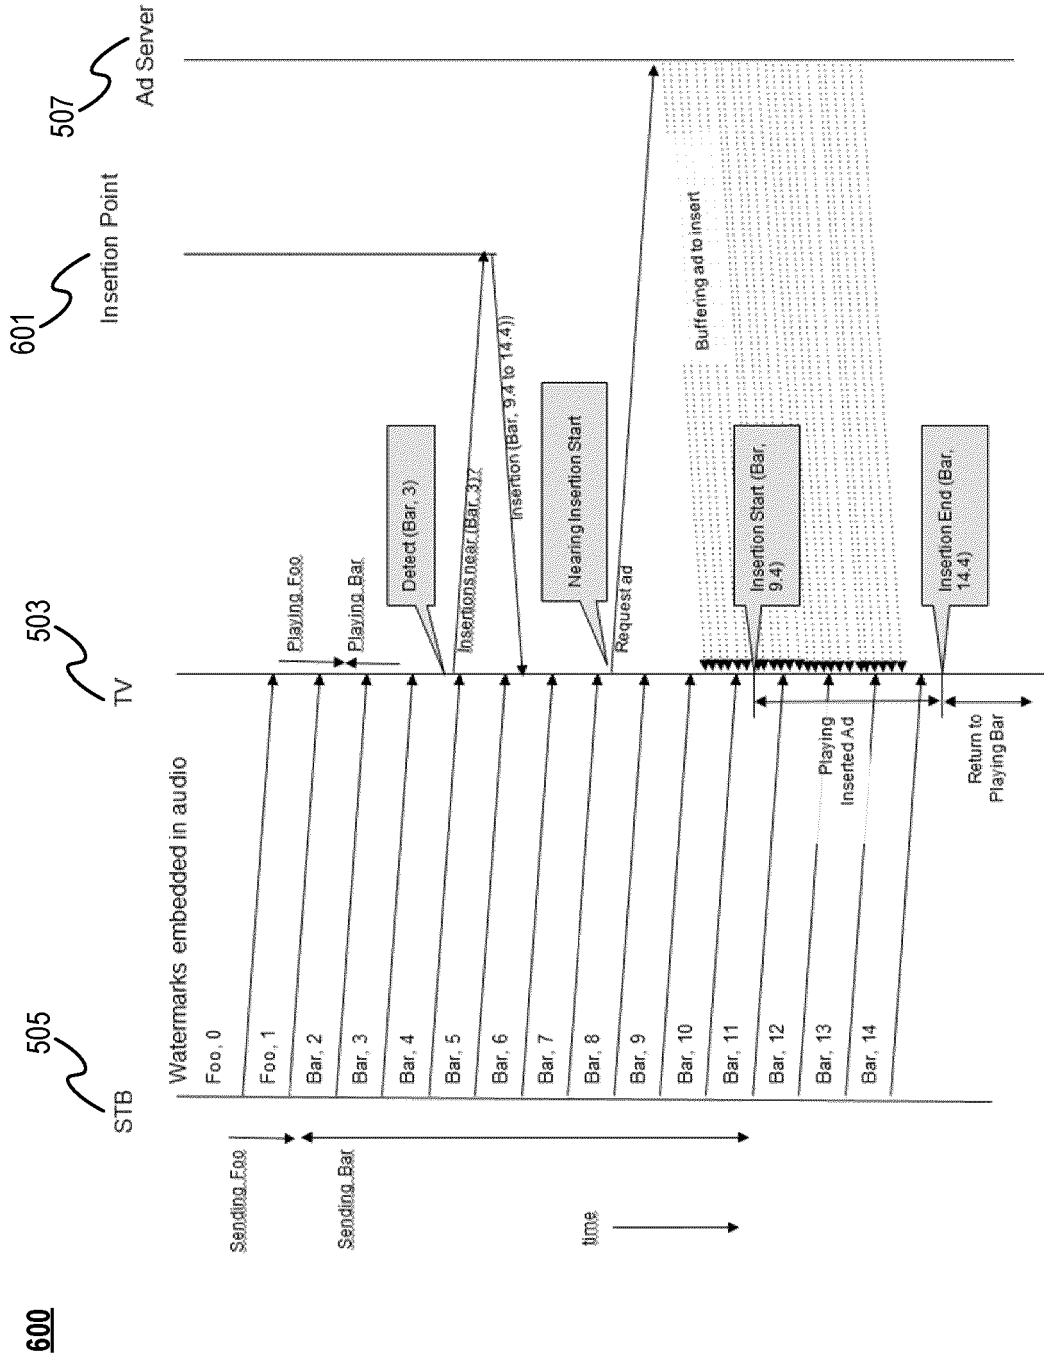 600
505
STB
503
TV
601
Insertion Point
507
Ad Server
Watermarks embedded in audio
Sending Foo
Sending Bar
time
Foo, 0
Foo, 1
Bar, 2
Bar, 3
Bar, 4
Bar, 5
Bar, 6
Bar, 7
Bar, 8
Bar, 9
Bar, 10
Bar, 11
Bar, 12
Bar, 13
Bar, 14
Playing Foo
Playing Bar
Detect (Bar, 3)
Insertions near (Bar, 3)?
Insertion (Bar, 9.4 to 14.4))
Nearing Insertion Start
Request ad
Buffering ad to insert
Insertion Start (Bar,
9.4)
Playing
Inserted Ad
Insertion End (Bar,
14.4)
Return to
Playing Bar